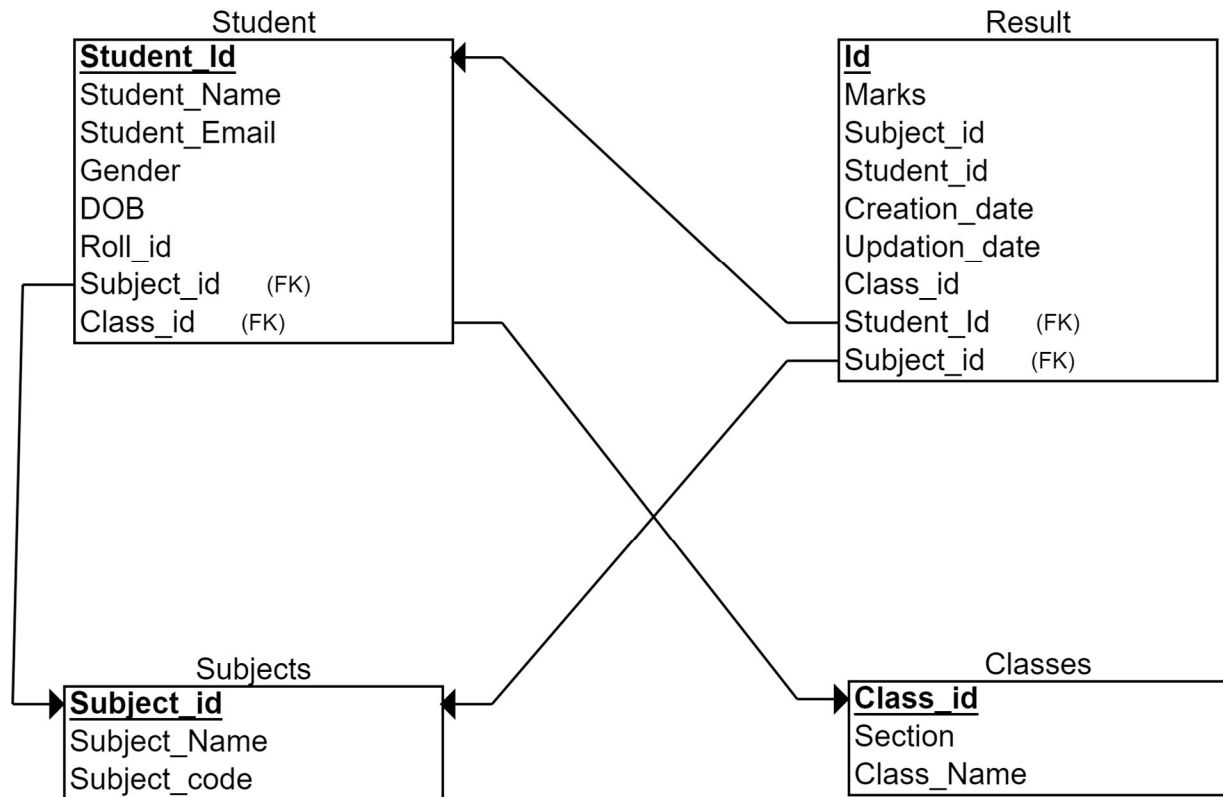 Student
Student_Id
Student_Name
Student_Email
Gender
DOB
Roll_id
Subject_id (FK)
Class_id (FK)
Result
Id
Marks
Subject_id
Student_id
Creation_date
Updation_date
Class_id
Student_Id (FK)
Subject_id (FK)
Subjects
Subject_id
Subject_Name
Subject_code
Classes
Class_id
Section
Class_Name